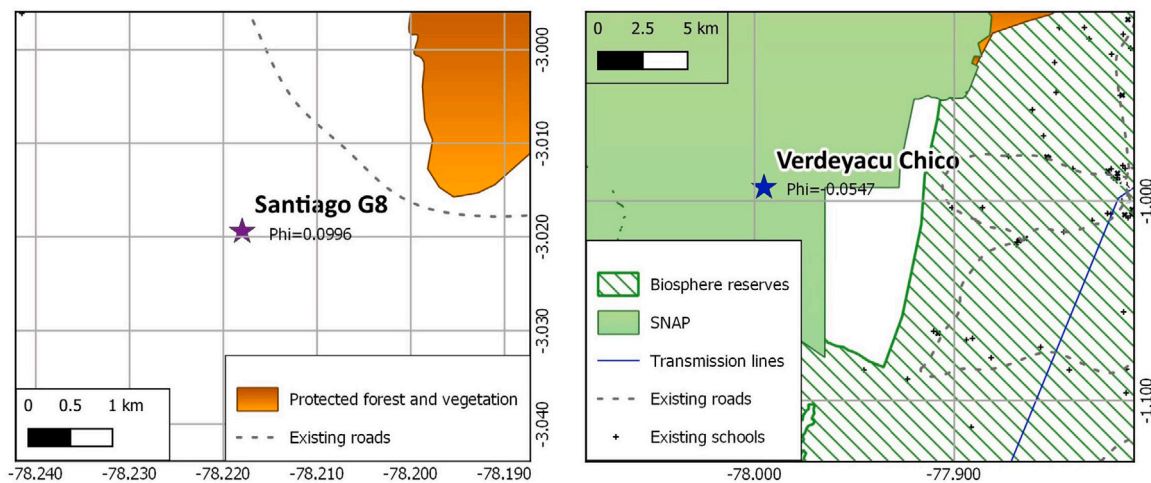 -3.000
-3.010
-3.020
-3.030
-3.040
Santiago G8
Phi=0.0996
0 0.5 1 km
Protected forest and vegetation
Existing roads
-78.240 -78.230 -78.220 -78.210 -78.200 -78.190
0 2.5 5 km
Verdeyacu Chico
Phi=-0.0547
-1.000
-1.100
Biosphere reserves
SNAP
Transmission lines
Existing roads
Existing schools
-78.000 -77.900